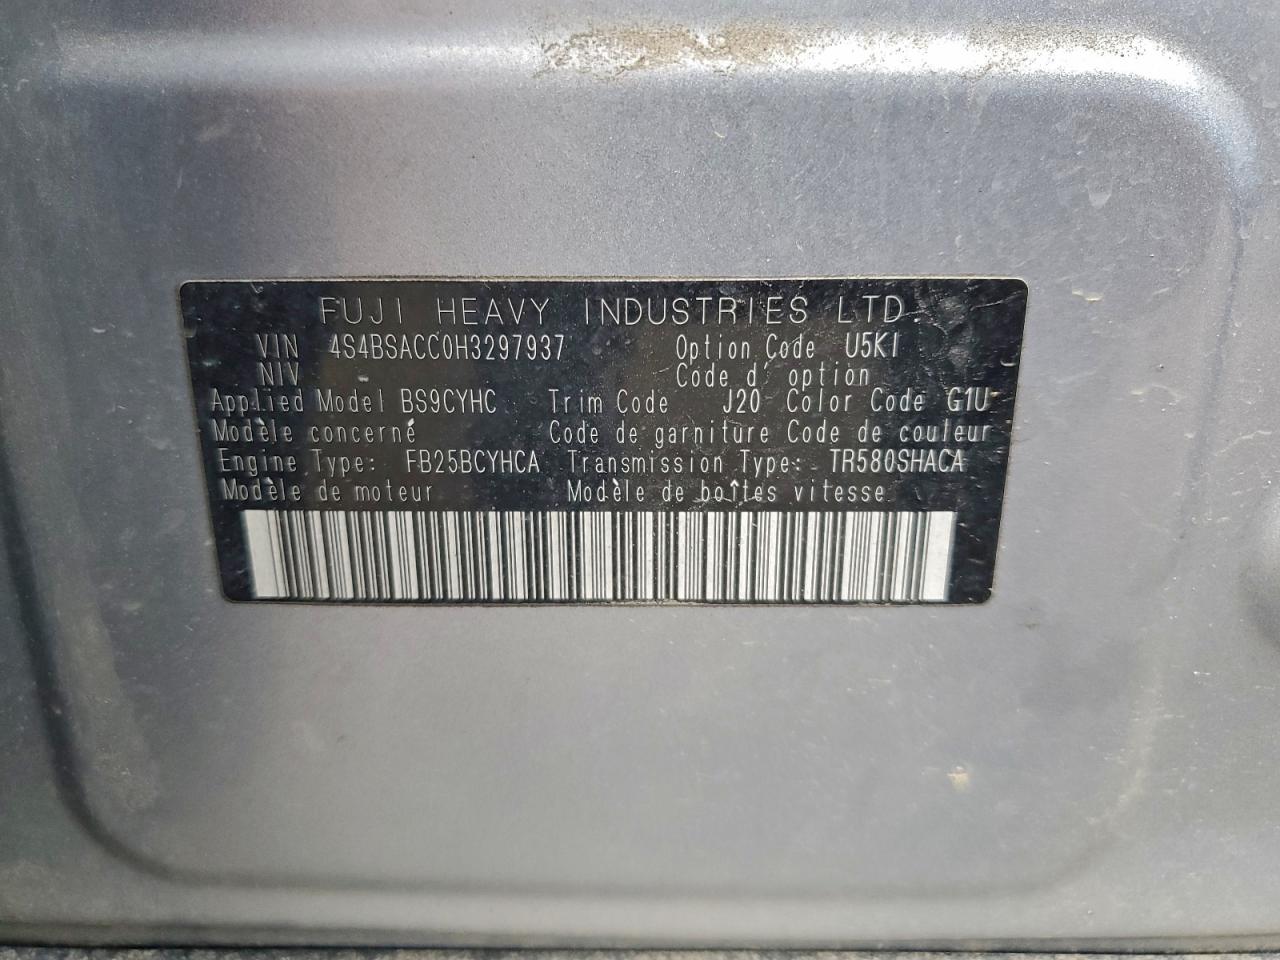 FUJI HEAVY INDUSTRIES LTD.
VIN 4S4BSACC0H3297937 Option Code U5KI
NIV Code d' option
Applied Model BS9CYHC Trim Code J20 Color Code G1U
Modèle concerné Code de garniture Code de couleur
Engine Type: FB25BCYHCA Transmission Type: TR580SHACA
Modèle de moteur Modèle de boîtes vitesse